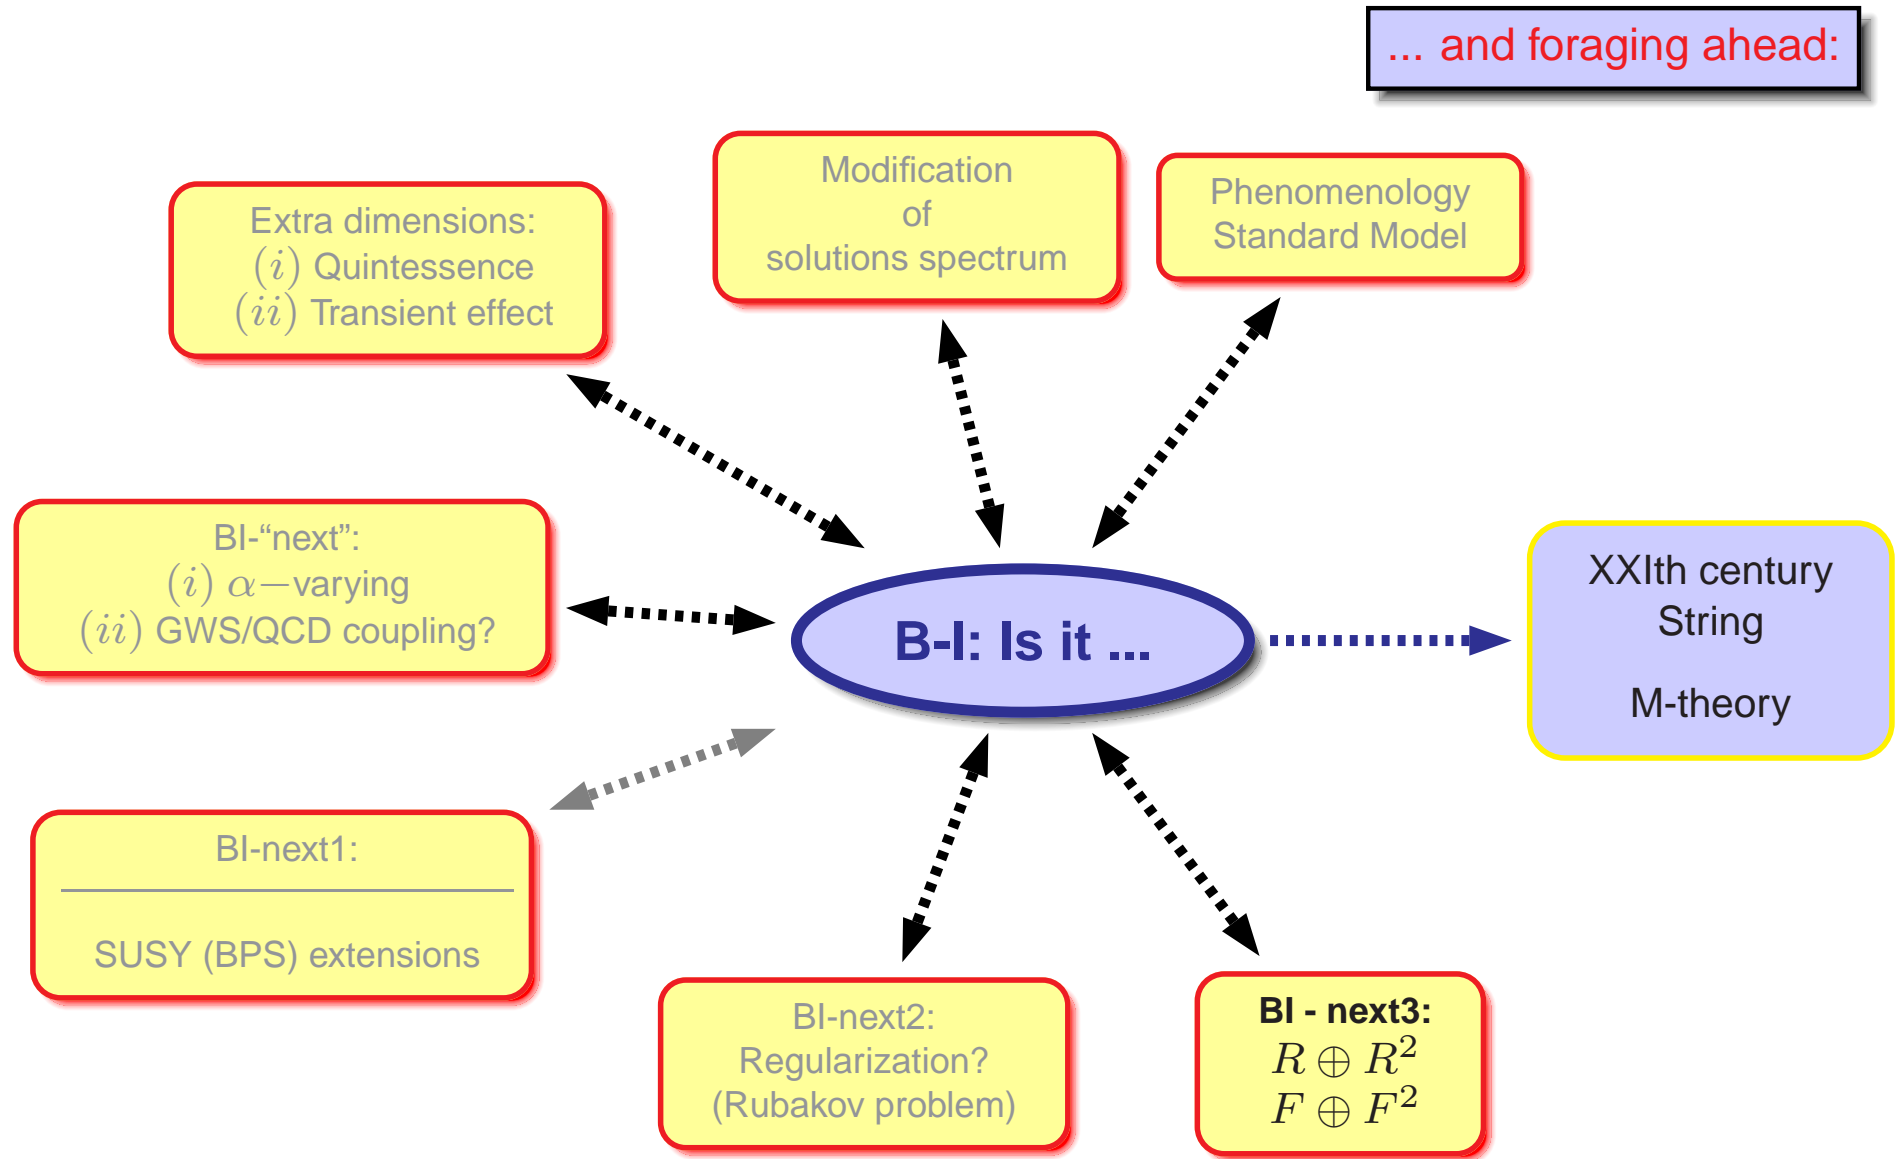 ... and foraging ahead:
Modification
of
solutions spectrum
Phenomenology
Standard Model
Extra dimensions:
(i) Quintessence
(ii) Transient effect
BI-“next”:
(i) α−varying
(ii) GWS/QCD coupling?
B-I: Is it ...
XXIth century
String
M-theory
BI-next1:
SUSY (BPS) extensions
BI-next2:
Regularization?
(Rubakov problem)
BI - next3:
R ⊕ R²
F ⊕ F²